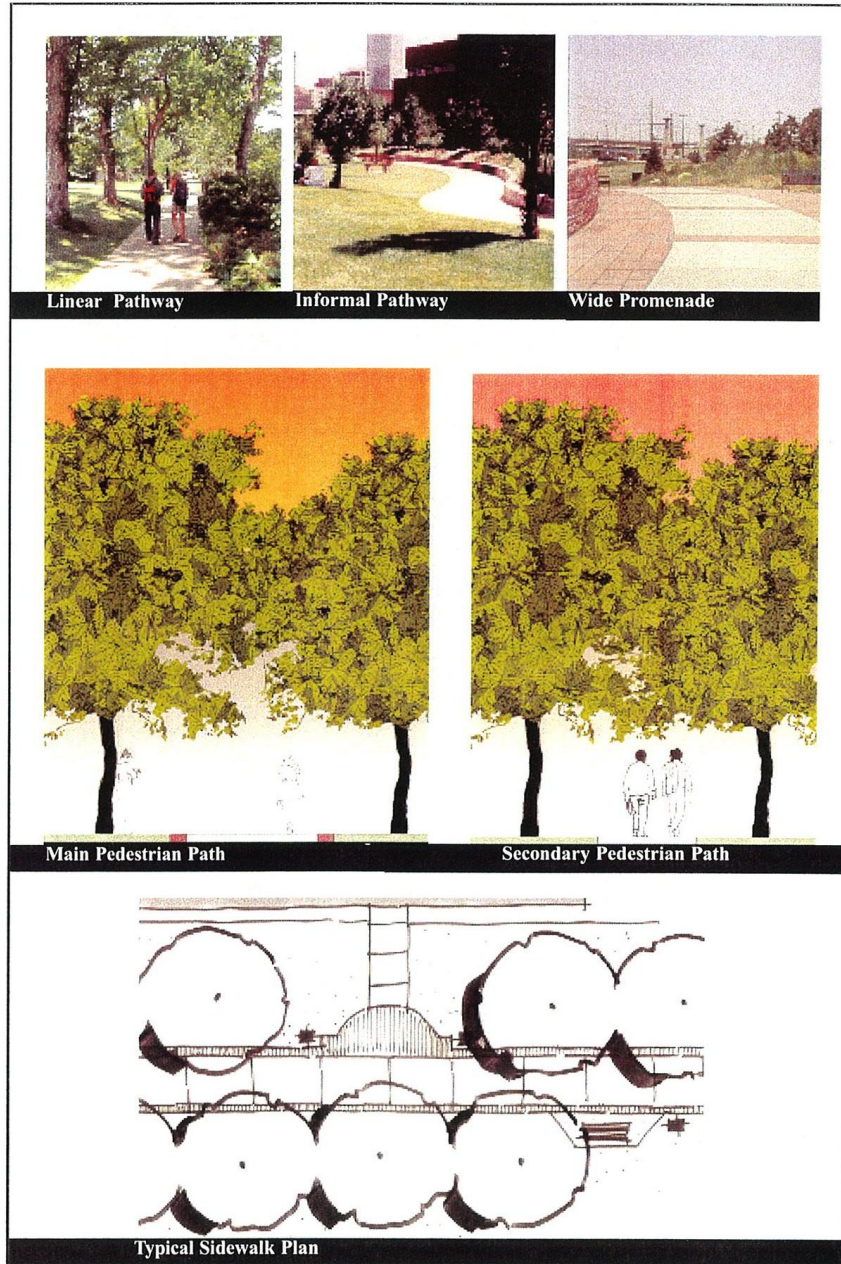 Linear Pathway
Informal Pathway
Wide Promenade
Main Pedestrian Path
Secondary Pedestrian Path
Typical Sidewalk Plan